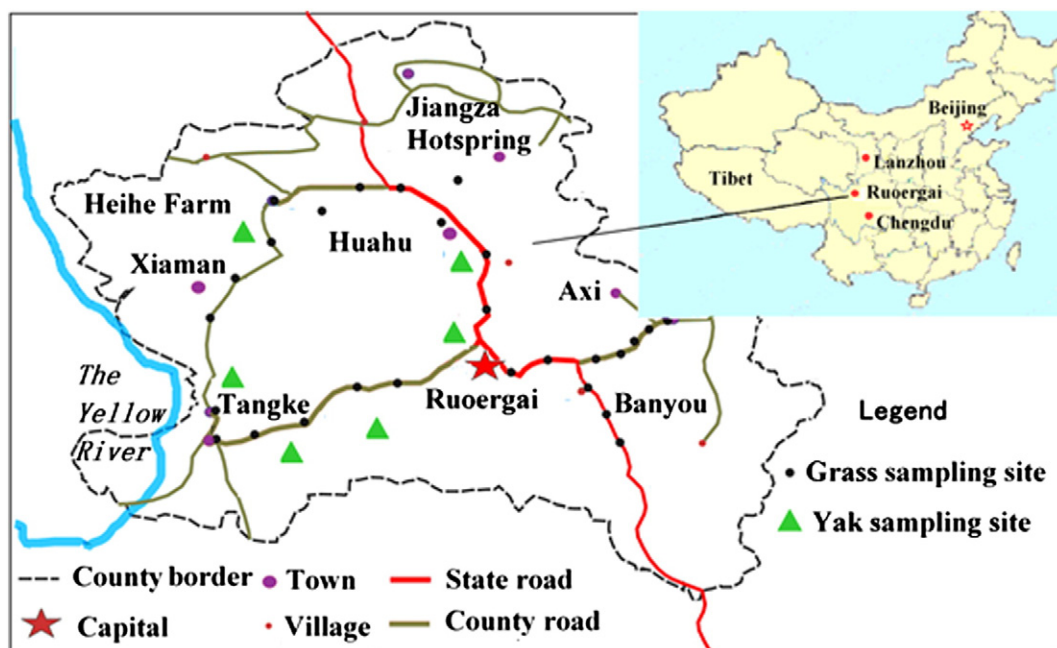 Jiangza
Hotspring
Heihe Farm
Huahu
Xiaman
Axi
The
Yellow
River
Tangke
Ruoergai
Banyou
Beijing
Lanzhou
Tibet
Ruoergai
Chengdu
Legend
Grass sampling site
Yak sampling site
County border
Town
State road
Capital
Village
County road